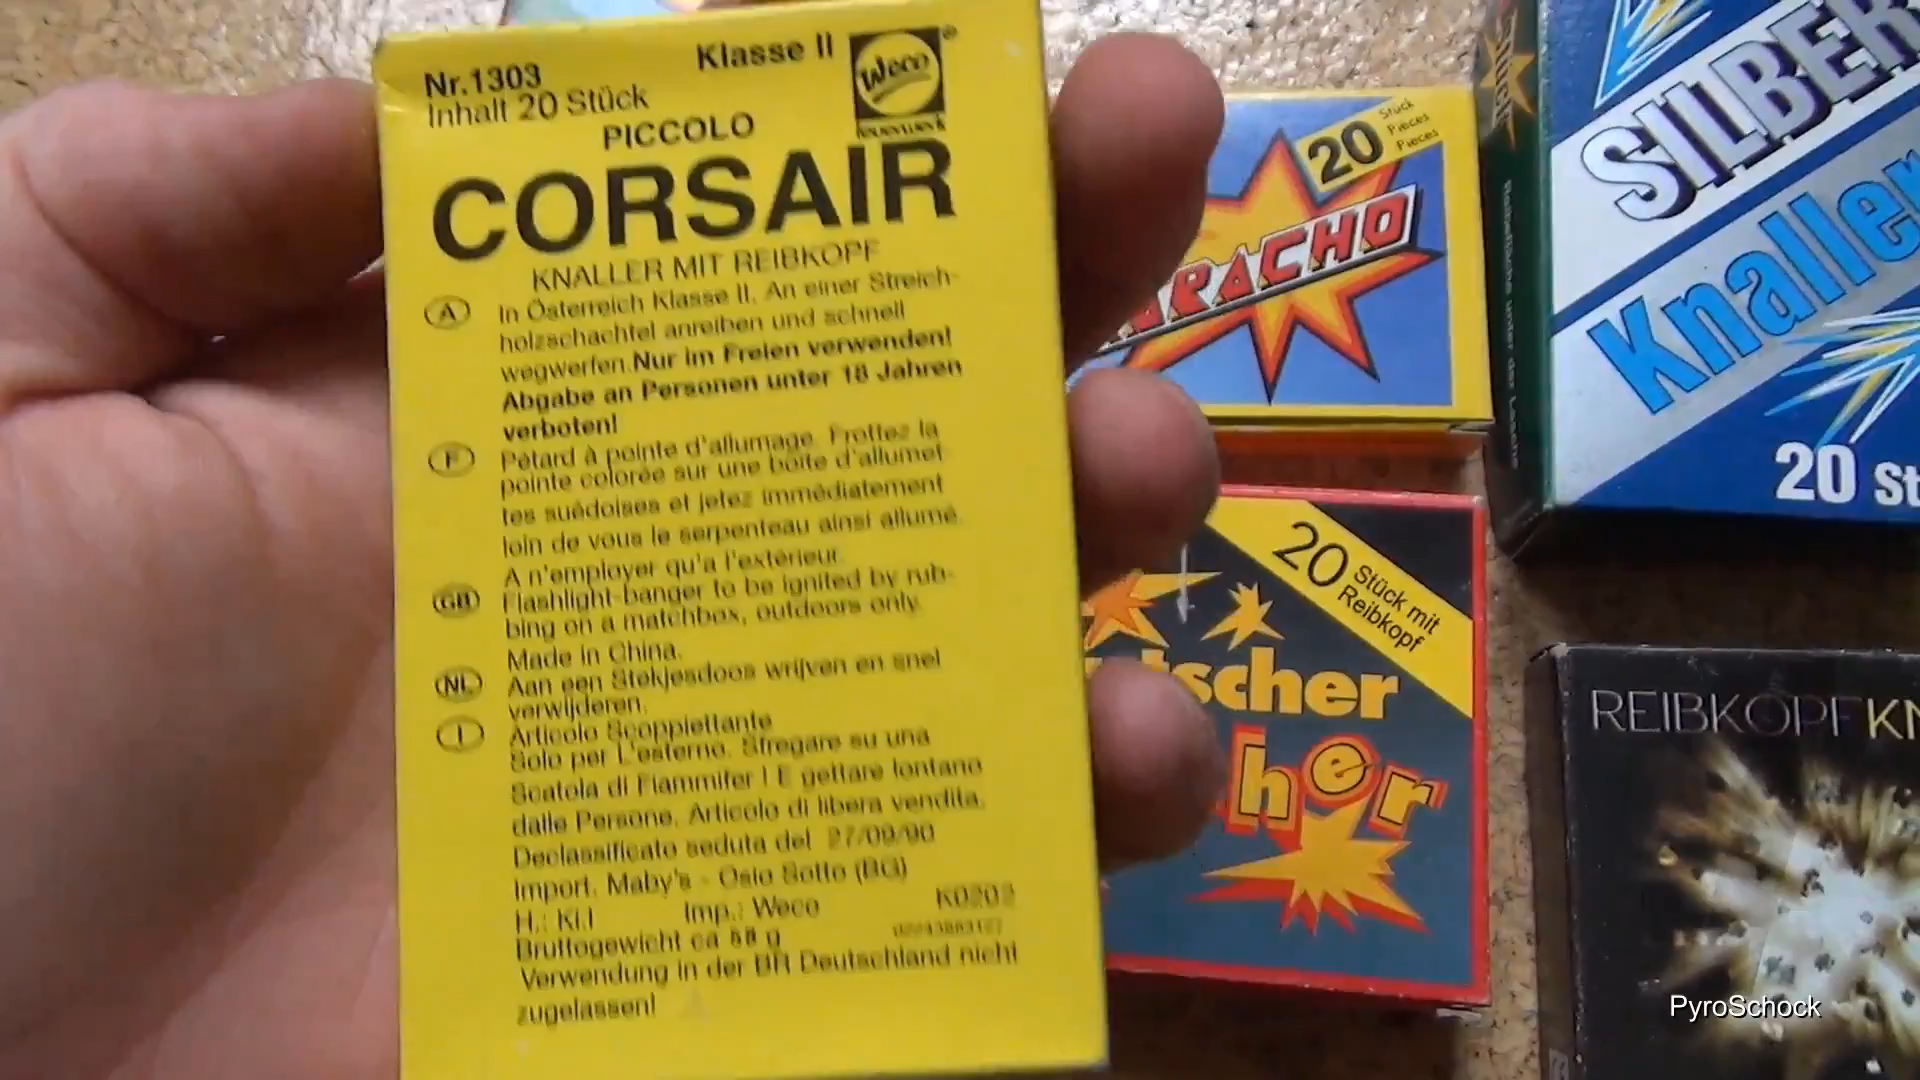 Nr.1303
Klasse II
Weco
feuerwerk
Inhalt 20 Stück
PICCOLO
CORSAIR
KNALLER MIT REIBKOPF
A
In Österreich Klasse II. An einer Streich-
holzschachtel anreiben und schnell
wegwerfen.Nur im Freien verwenden!
Abgabe an Personen unter 18 Jahren
verboten!
F
Pétard à pointe d'allumage. Frottez la
pointe colorée sur une boîte d'allumet-
tes suédoises et jetez immédiatement
loin de vous le serpenteau ainsi allumé.
A n'employer qu'a l'extérieur.
GB
Flashlight-banger to be ignited by rub-
bing on a matchbox, outdoors only.
Made in China.
NL
Aan een Stekjesdoos wrijven en snel
verwijderen.
I
Articolo Scoppiettante
Solo per L'esterno. Sfregare su una
Scatola di Fiammifer I E gettare lontano
dalle Persone. Articolo di libera vendita.
Declassificato seduta del 27/09/90
Import. Maby's - Osio Sotto (BG)
H.: Ki.I
Imp.: Weco
K0202
Bruttogewicht ca 58 g
Verwendung in der BR Deutschland nicht
zugelassen!
20
Stück
Pieces
Pieces
RACHO
20 Stück mit
Reibkopf
scher
her
SILBER
Knaller
20 St
REIBKOPFKN
PyroSchock